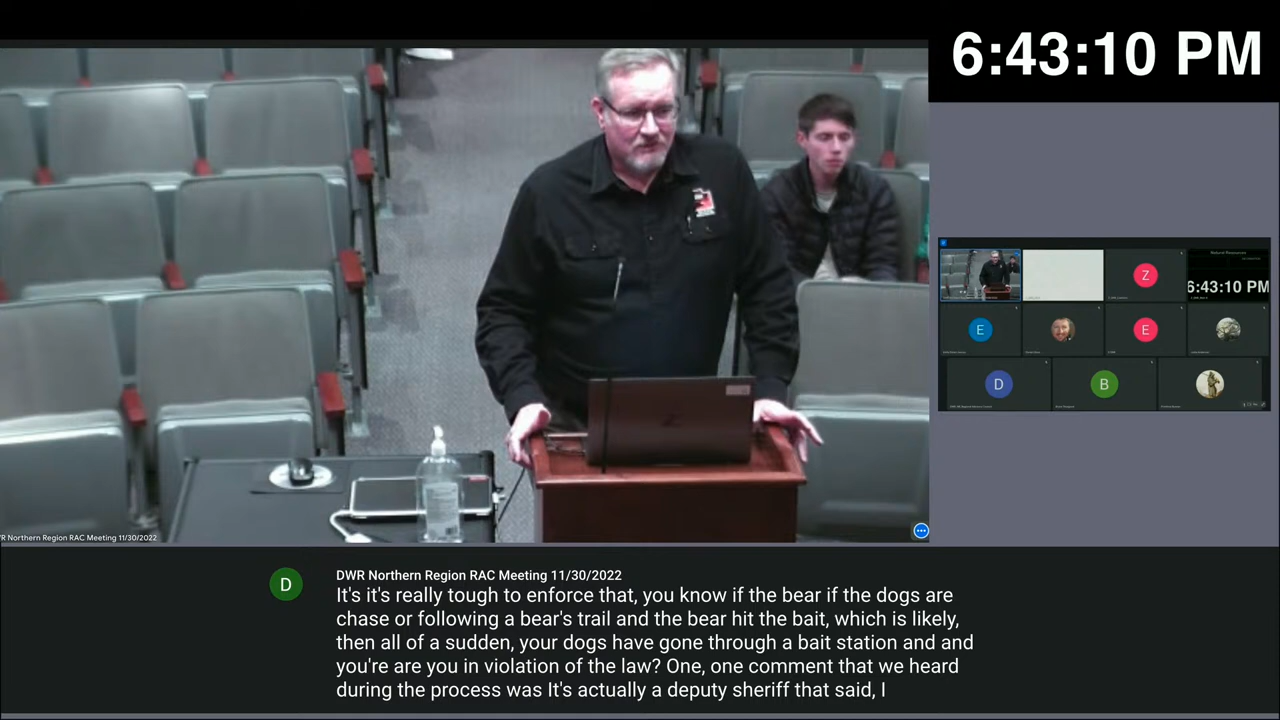 6:43:10 PM
Natural Resources
6:43:10 PM
Z
E
E
D
B
R Northern Region RAC Meeting 11/30/2022
D
DWR Northern Region RAC Meeting 11/30/2022
It's it's really tough to enforce that, you know if the bear if the dogs are
chase or following a bear's trail and the bear hit the bait, which is likely,
then all of a sudden, your dogs have gone through a bait station and and
you're are you in violation of the law? One, one comment that we heard
during the process was It's actually a deputy sheriff that said, I